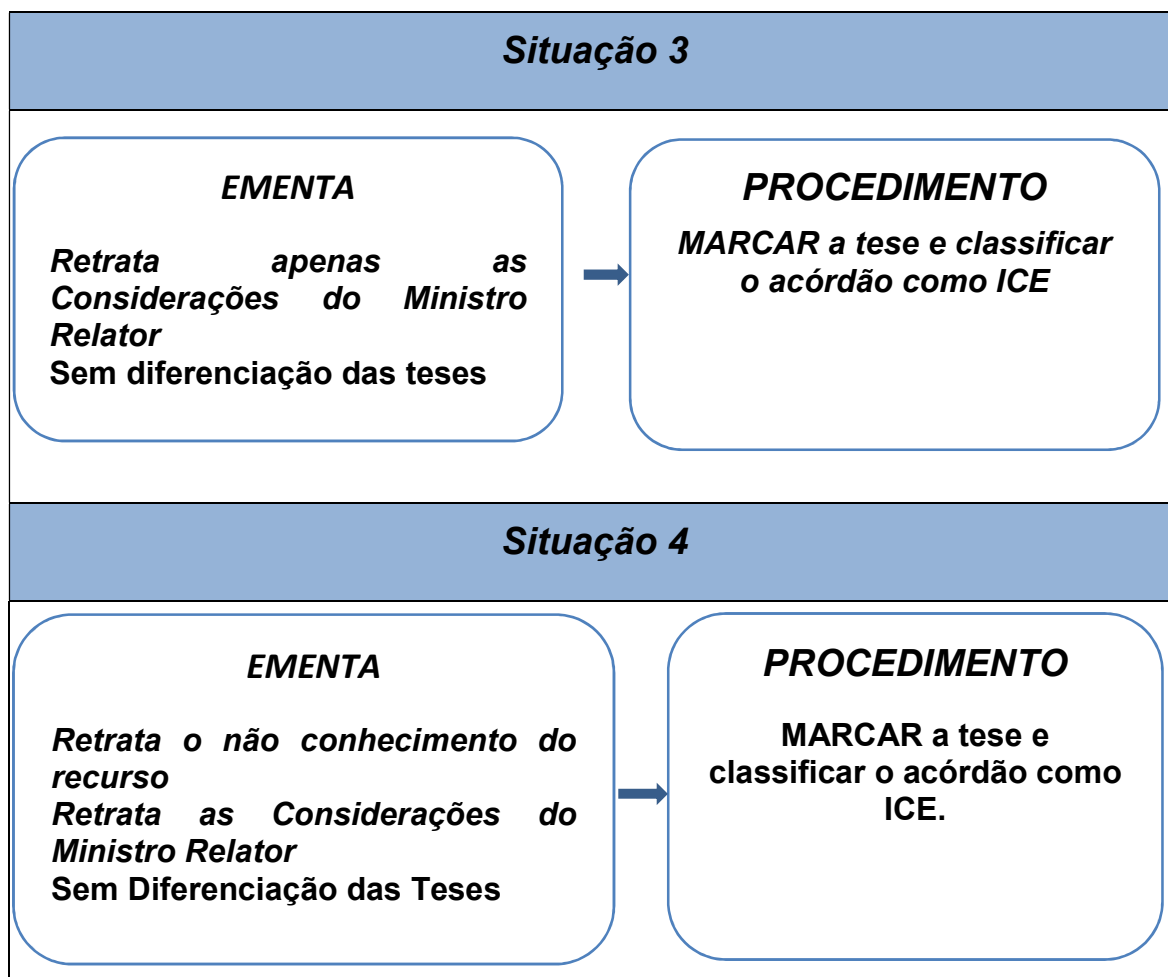 Situação 3
EMENTA
Retrata apenas as
Considerações do Ministro
Relator
Sem diferenciação das teses
PROCEDIMENTO
MARCAR a tese e classificar
o acórdão como ICE
Situação 4
EMENTA
Retrata o não conhecimento do
recurso
Retrata as Considerações do
Ministro Relator
Sem Diferenciação das Teses
PROCEDIMENTO
MARCAR a tese e
classificar o acórdão como
ICE.